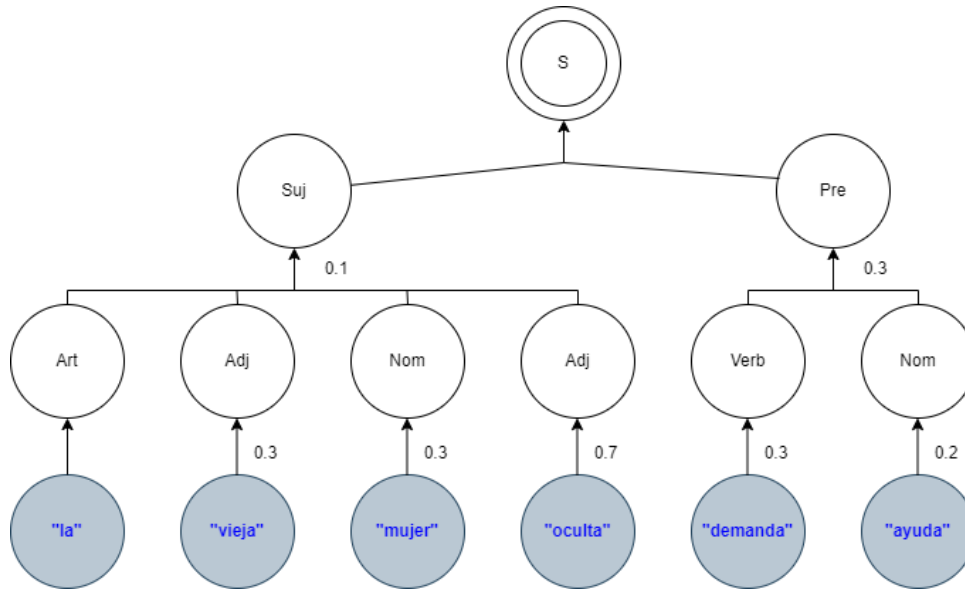 S
Suj Pre
0.1 0.3
Art Adj Nom Adj Verb Nom
0.3 0.3 0.7 0.3 0.2
"la" "vieja" "mujer" "oculta" "demanda" "ayuda"